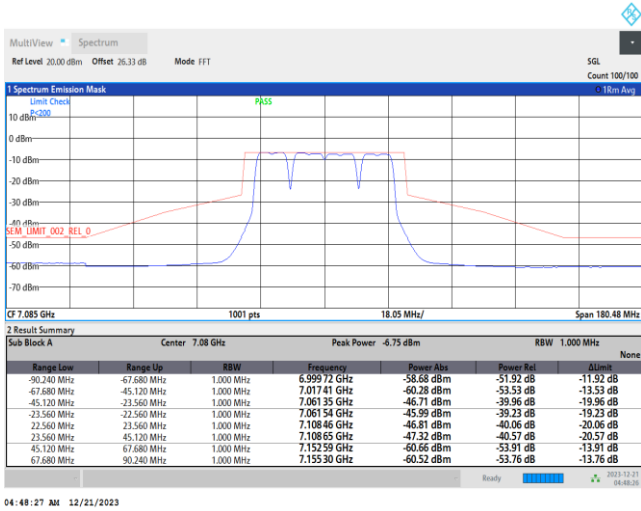 MultiView Spectrum
Ref Level 20.00 dBm Offset 26.33 dB Mode FFT SGL
Count 100/100
1 Spectrum Emission Mask 1Rm Avg
Limit Check PASS
P<200
10 dBm
0 dBm
-10 dBm
-20 dBm
-30 dBm
-40 dBm
SEM_LIMIT_002_REL_0
-50 dBm
-60 dBm
-70 dBm
CF 7.085 GHz 1001 pts 18.05 MHz/ Span 180.48 MHz
2 Result Summary
Sub Block A Center 7.08 GHz Peak Power -6.75 dBm RBW 1.000 MHz
None
Range Low Range Up RBW Frequency Power Abs Power Rel ΔLimit
-90.240 MHz -67.680 MHz 1.000 MHz 6.999 72 GHz -58.68 dBm -51.92 dB -11.92 dB
-67.680 MHz -45.120 MHz 1.000 MHz 7.017 41 GHz -60.28 dBm -53.53 dB -13.53 dB
-45.120 MHz -23.560 MHz 1.000 MHz 7.061 35 GHz -46.71 dBm -39.96 dB -19.96 dB
-23.560 MHz -22.560 MHz 1.000 MHz 7.061 54 GHz -45.99 dBm -39.23 dB -19.23 dB
22.560 MHz 23.560 MHz 1.000 MHz 7.108 46 GHz -46.81 dBm -40.06 dB -20.06 dB
23.560 MHz 45.120 MHz 1.000 MHz 7.108 65 GHz -47.32 dBm -40.57 dB -20.57 dB
45.120 MHz 67.680 MHz 1.000 MHz 7.152 59 GHz -60.66 dBm -53.91 dB -13.91 dB
67.680 MHz 90.240 MHz 1.000 MHz 7.155 30 GHz -60.52 dBm -53.76 dB -13.76 dB
Ready 2023-12-21
04:48:26
04:48:27 AM 12/21/2023